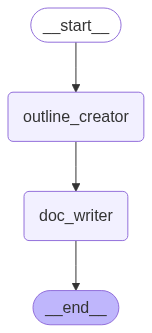 __start__
outline_creator
doc_writer
__end__